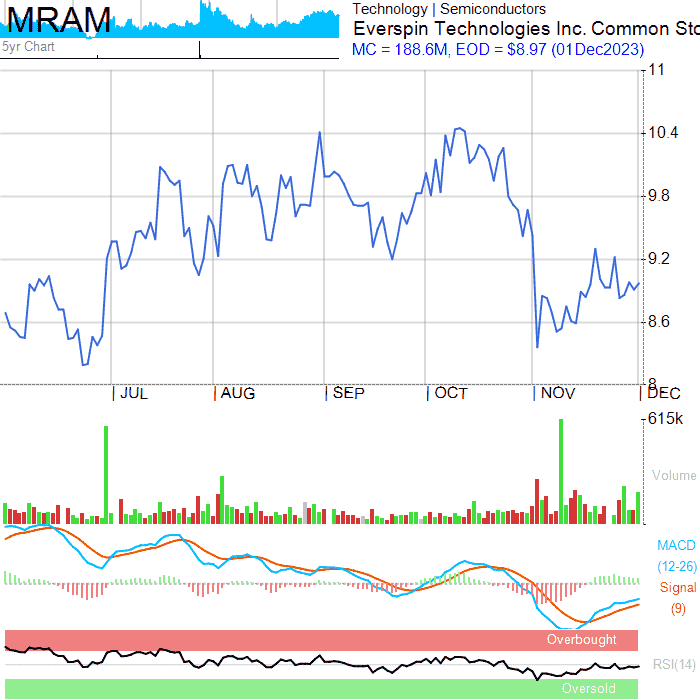 MRAM
5yr Chart
Technology | Semiconductors
Everspin Technologies Inc. Common Sto
MC = 188.6M, EOD = $8.97 (01Dec2023)
11
10.4
9.8
9.2
8.6
8
JUL AUG SEP OCT NOV DEC
615k
Volume
MACD
(12-26)
Signal
(9)
Overbought
RSI(14)
Oversold